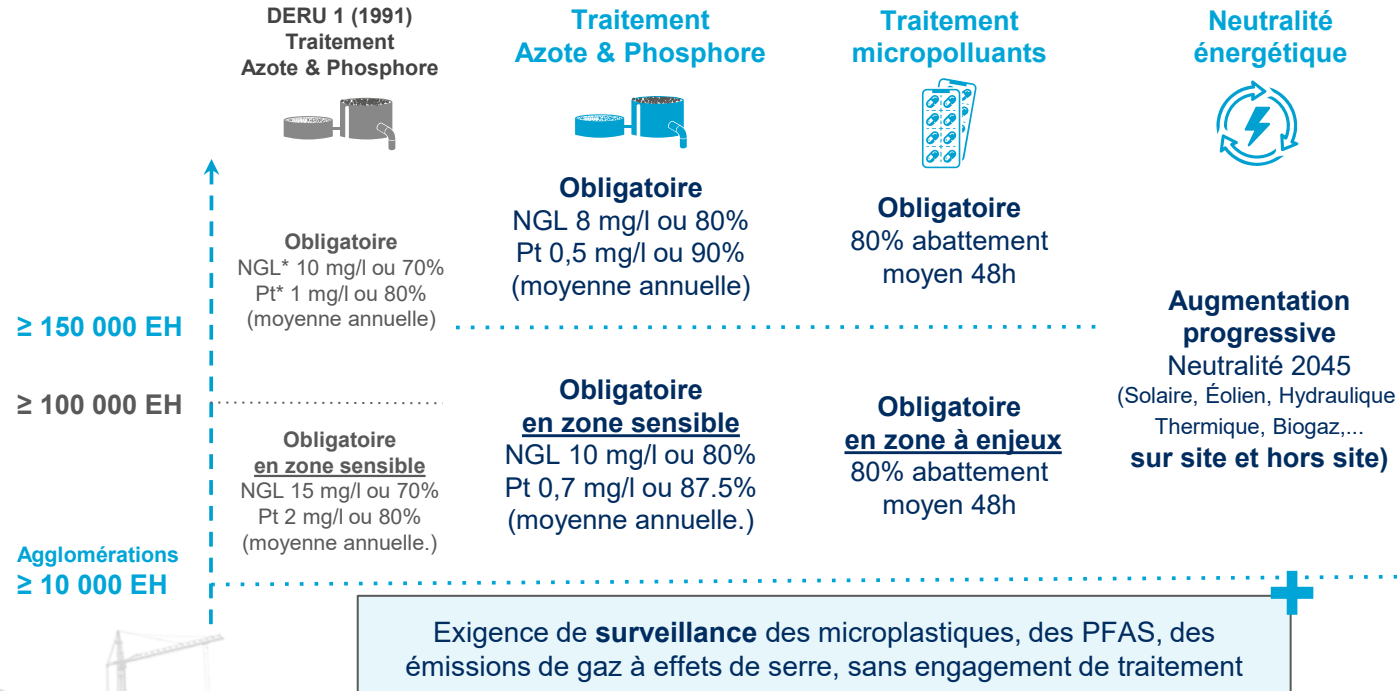 DERU 1 (1991)
Traitement
Azote & Phosphore
Traitement
Azote & Phosphore
Traitement
micropolluants
Neutralité
énergétique
≥ 150 000 EH
≥ 100 000 EH
Agglomérations
≥ 10 000 EH
Obligatoire
NGL* 10 mg/l ou 70%
Pt* 1 mg/l ou 80%
(moyenne annuelle)
Obligatoire
en zone sensible
NGL 15 mg/l ou 70%
Pt 2 mg/l ou 80%
(moyenne annuelle.)
Obligatoire
NGL 8 mg/l ou 80%
Pt 0,5 mg/l ou 90%
(moyenne annuelle)
Obligatoire
en zone sensible
NGL 10 mg/l ou 80%
Pt 0,7 mg/l ou 87.5%
(moyenne annuelle.)
Obligatoire
80% abattement
moyen 48h
Obligatoire
en zone à enjeux
80% abattement
moyen 48h
Augmentation
progressive
Neutralité 2045
(Solaire, Éolien, Hydraulique
Thermique, Biogaz,...
sur site et hors site)
Exigence de surveillance des microplastiques, des PFAS, des
émissions de gaz à effets de serre, sans engagement de traitement